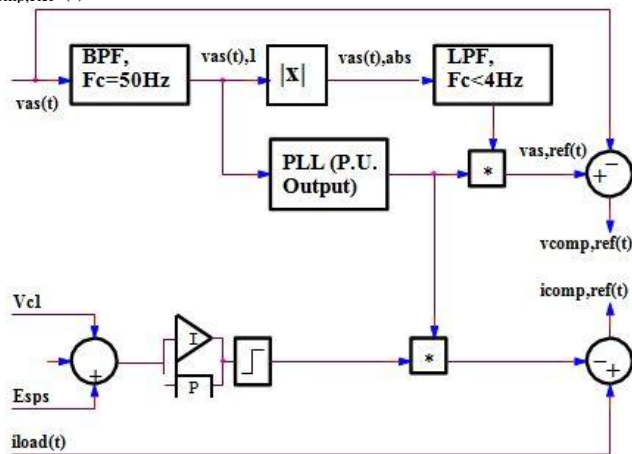 BPF,
Fc=50Hz
vas(t),1
|x|
vas(t),abs
LPF,
Fc<4Hz
vas(t)
PLL (P.U.
Output)
*
vas,ref(t)
+
−
vcomp,ref(t)
icomp,ref(t)
Vc1
I
P
+
*
−
+
Esps
iload(t)